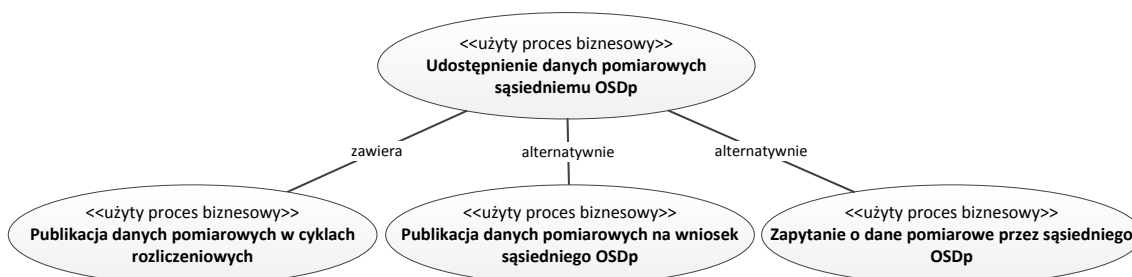 <<użyty proces biznesowy>>
Udostępnienie danych pomiarowych
sąsiedniemu OSDp
zawiera
alternatywnie
alternatywnie
<<użyty proces biznesowy>>
Publikacja danych pomiarowych w cyklach
rozliczeniowych
<<użyty proces biznesowy>>
Publikacja danych pomiarowych na wniosek
sąsiedniego OSDp
<<użyty proces biznesowy>>
Zapytanie o dane pomiarowe przez sąsiedniego
OSDp